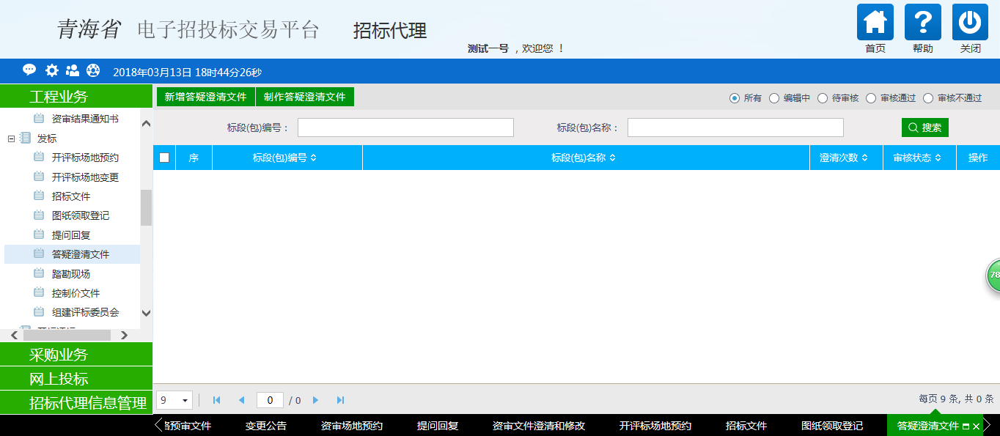 青海省 电子招投标交易平台 招标代理
测试一号 ，欢迎您 ！
首页 帮助 关闭
2018年03月13日 18时44分26秒
工程业务
资审结果通知书
发标
开评标场地预约
开评标场地变更
招标文件
图纸领取登记
提问回复
答疑澄清文件
踏勘现场
控制价文件
组建评标委员会
采购业务
网上投标
招标代理信息管理
新增答疑澄清文件 制作答疑澄清文件
所有 编辑中 待审核 审核通过 审核不通过
标段(包)编号： 标段(包)名称： 搜索
序 标段(包)编号 标段(包)名称 澄清次数 审核状态 操作
78
9 0 / 0 每页 9 条, 共 0 条
预审文件 变更公告 资审场地预约 提问回复 资审文件澄清和修改 开评标场地预约 招标文件 图纸领取登记 答疑澄清文件